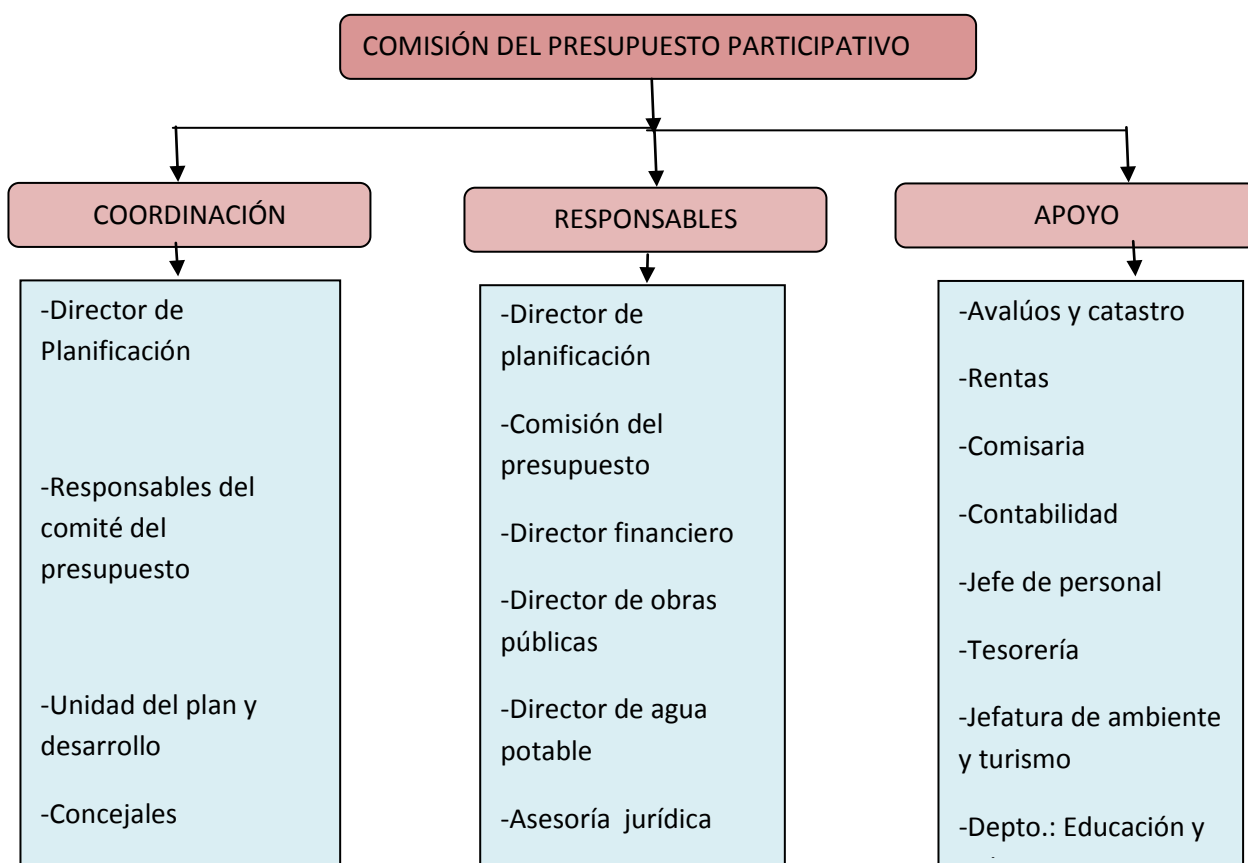 COMISIÓN DEL PRESUPUESTO PARTICIPATIVO
COORDINACIÓN
-Director de
Planificación
-Responsables del
comité del
presupuesto
-Unidad del plan y
desarrollo
-Concejales
RESPONSABLES
-Director de
planificación
-Comisión del
presupuesto
-Director financiero
-Director de obras
públicas
-Director de agua
potable
-Asesoría jurídica
APOYO
-Avalúos y catastro
-Rentas
-Comisaria
-Contabilidad
-Jefe de personal
-Tesorería
-Jefatura de ambiente
y turismo
-Depto.: Educación y